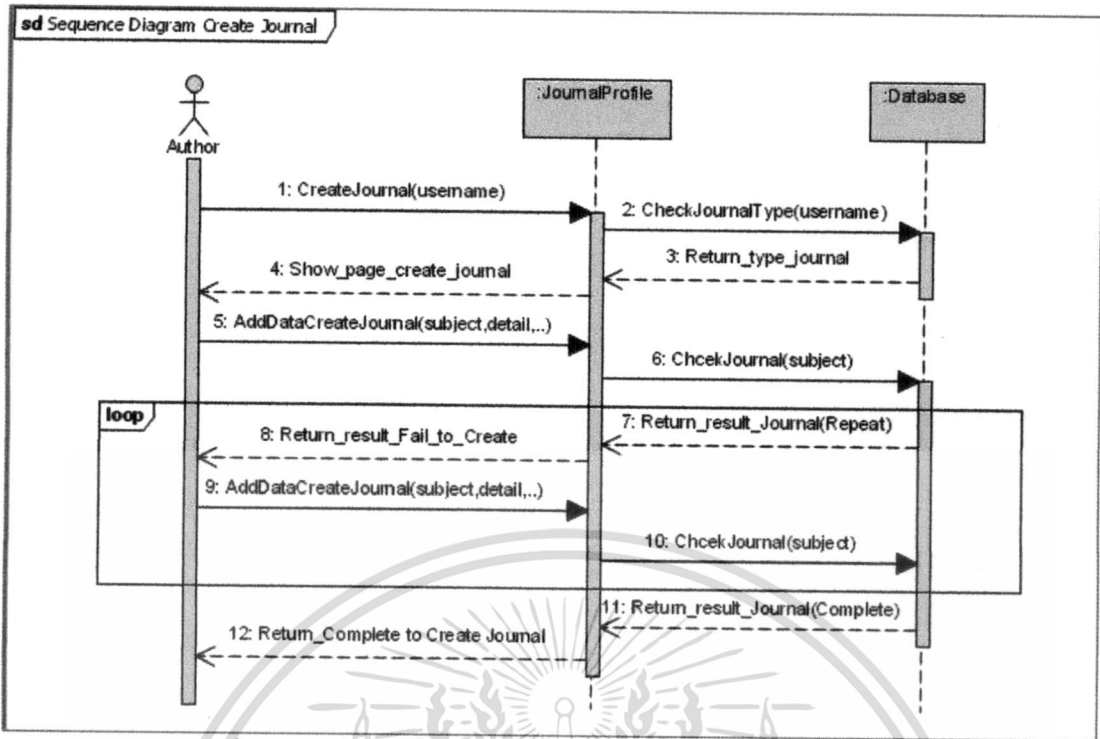 sd Sequence Diagram Create Journal
:JournalProfile
:Database
Author
1: CreateJournal(username)
2: CheckJournalType(username)
3: Return_type_journal
4: Show_page_create_journal
5: AddDataCreateJournal(subject,detail,..)
6: ChcekJournal(subject)
loop
7: Return_result_Journal(Repeat)
8: Return_result_Fail_to_Create
9: AddDataCreateJournal(subject,detail,..)
10: ChcekJournal(subject)
11: Return_result_Journal(Complete)
12: Return_Complete to Create Journal